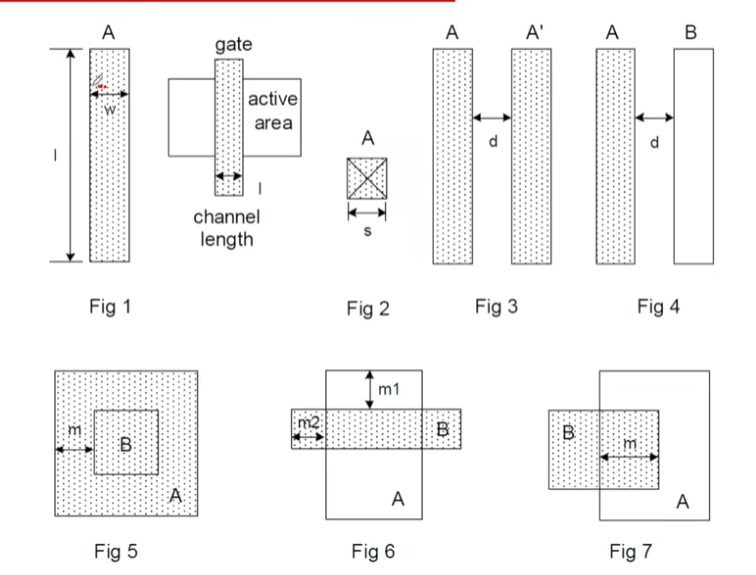 A
l
w
gate
active
area
l
channel
length
Fig 1
A
s
Fig 2
A
A'
d
Fig 3
A
B
d
Fig 4
m
B
A
Fig 5
m1
m2
B
A
Fig 6
B
m
A
Fig 7